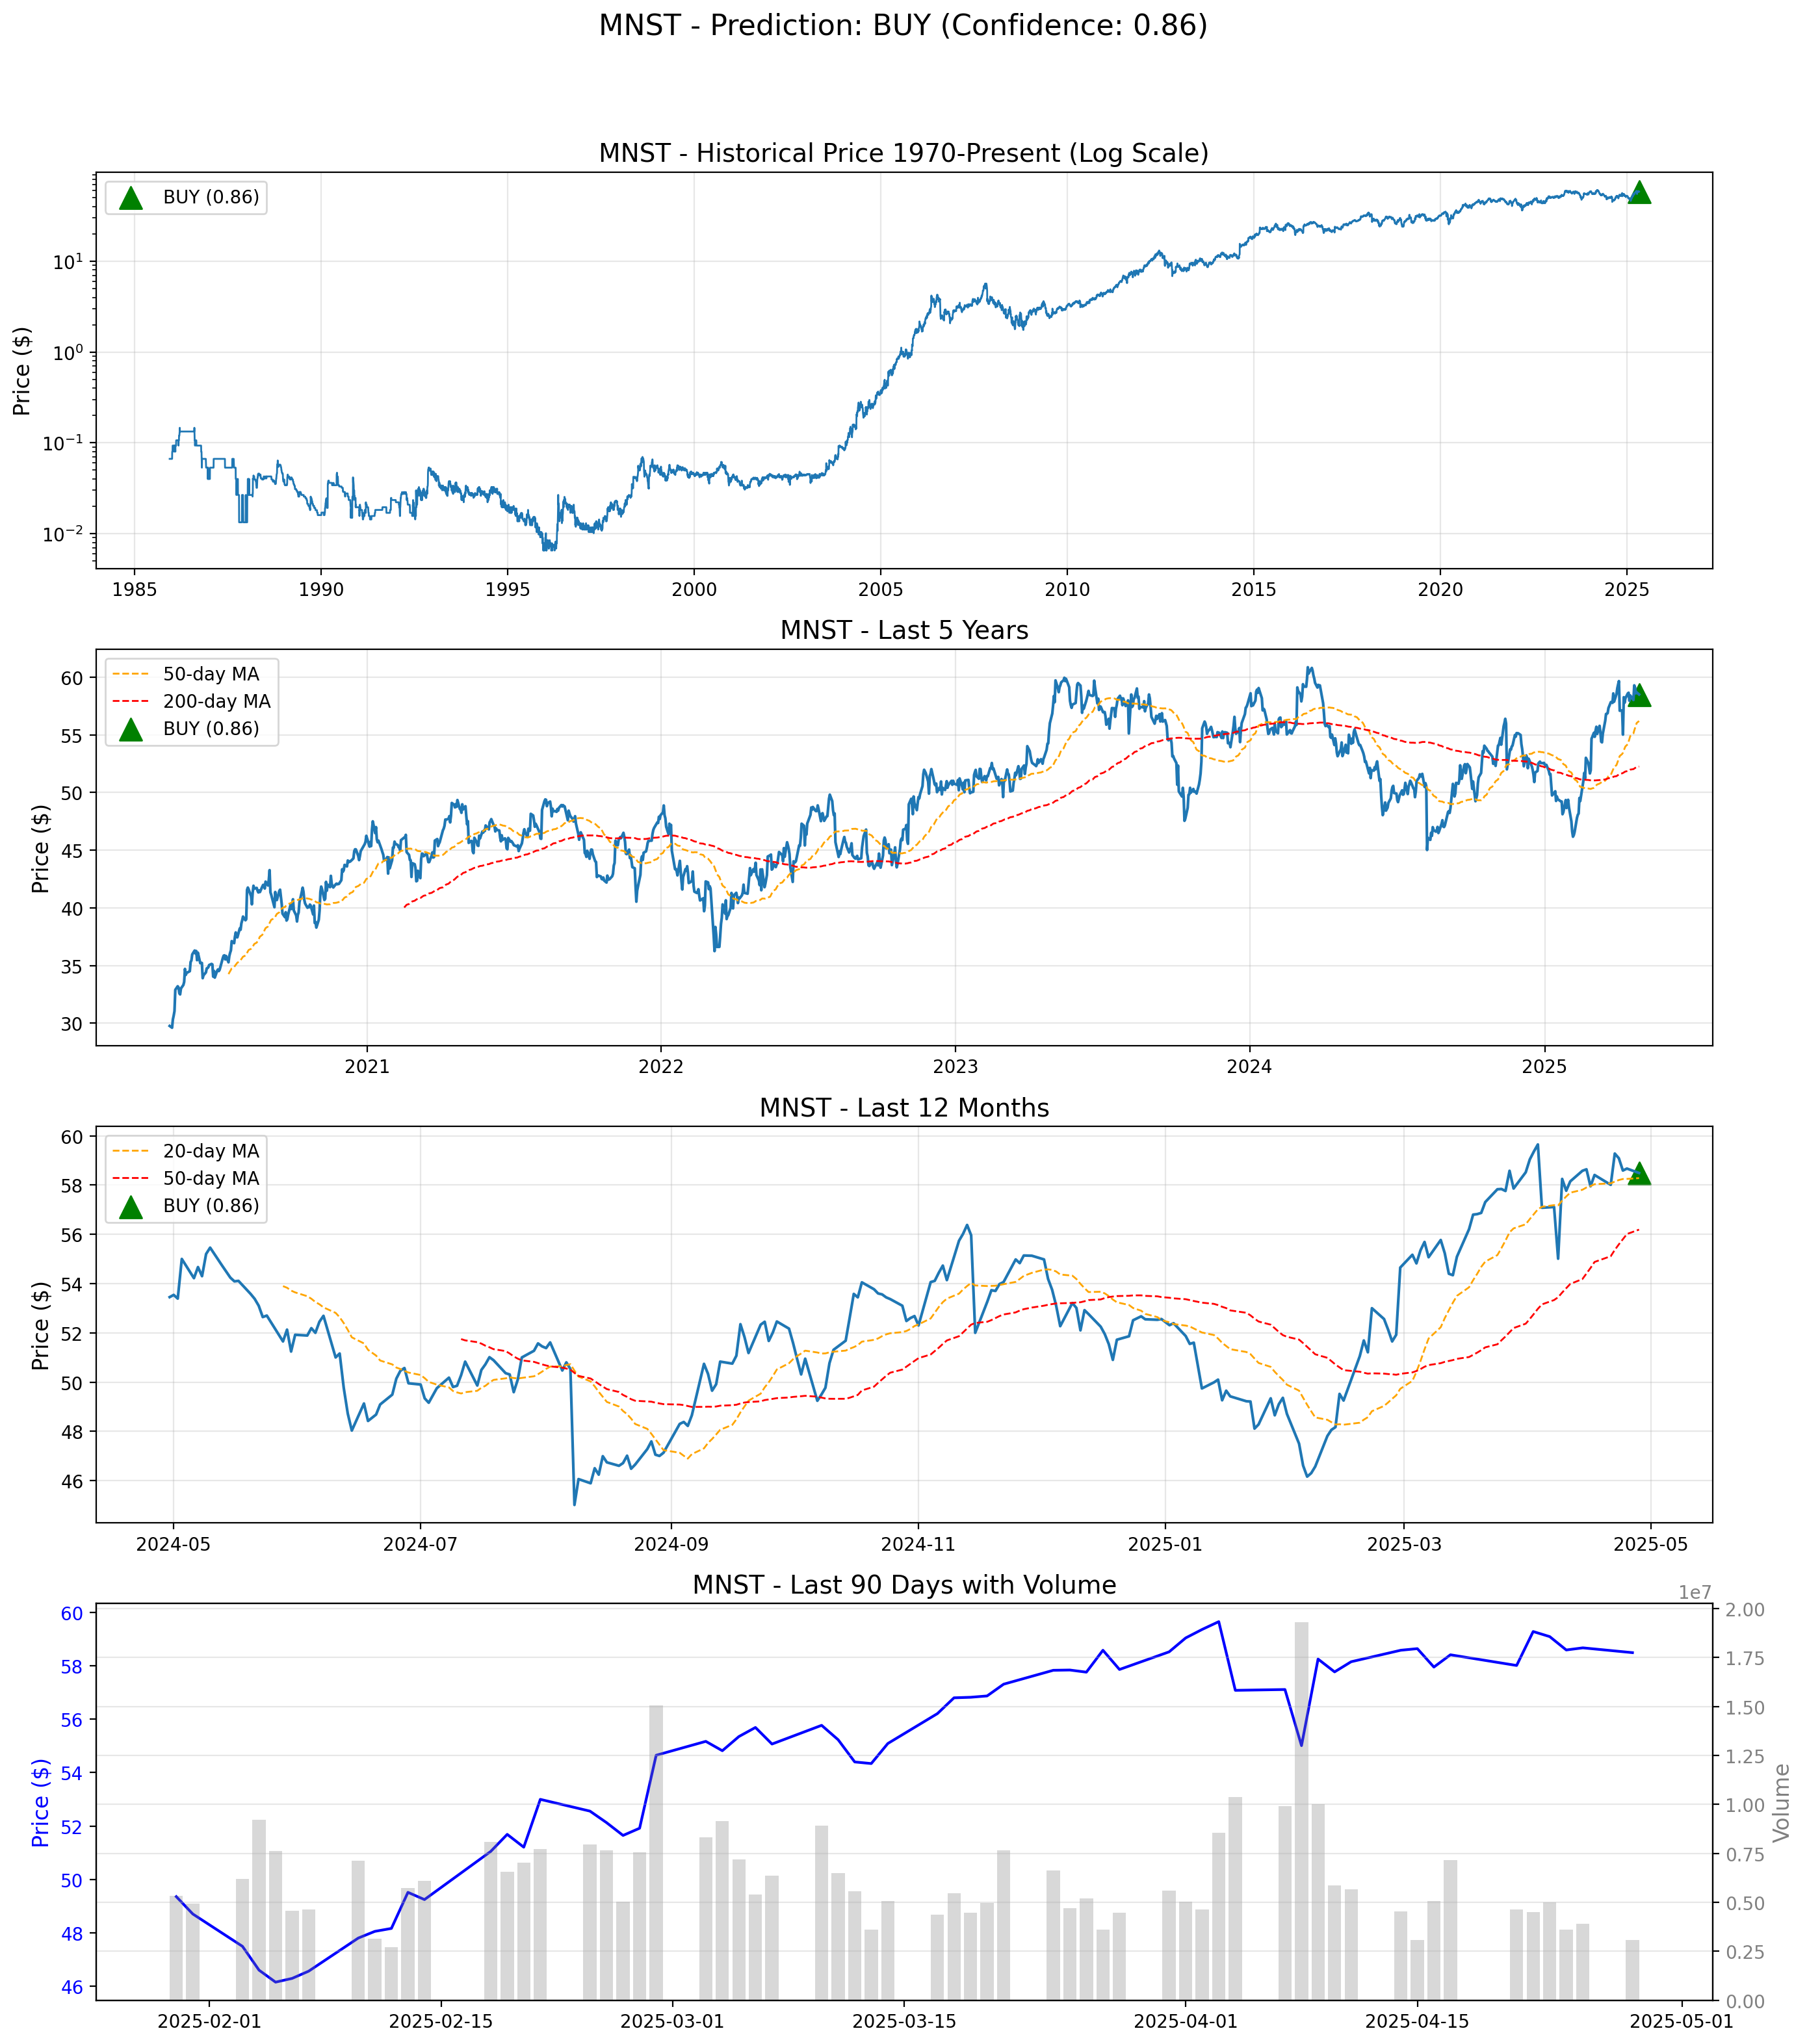 MNST - Prediction: BUY (Confidence: 0.86)
MNST - Historical Price 1970-Present (Log Scale)
BUY (0.86)
Price ($)
10¹
10⁰
10⁻¹
10⁻²
1985 1990 1995 2000 2005 2010 2015 2020 2025
MNST - Last 5 Years
50-day MA
200-day MA
BUY (0.86)
Price ($)
60
55
50
45
40
35
30
2021 2022 2023 2024 2025
MNST - Last 12 Months
20-day MA
50-day MA
BUY (0.86)
Price ($)
60
58
56
54
52
50
48
46
2024-05 2024-07 2024-09 2024-11 2025-01 2025-03 2025-05
MNST - Last 90 Days with Volume
1e7
Price ($)
60
58
56
54
52
50
48
46
2.00
1.75
1.50
1.25
1.00
0.75
0.50
0.25
0.00
Volume
2025-02-01 2025-02-15 2025-03-01 2025-03-15 2025-04-01 2025-04-15 2025-05-01